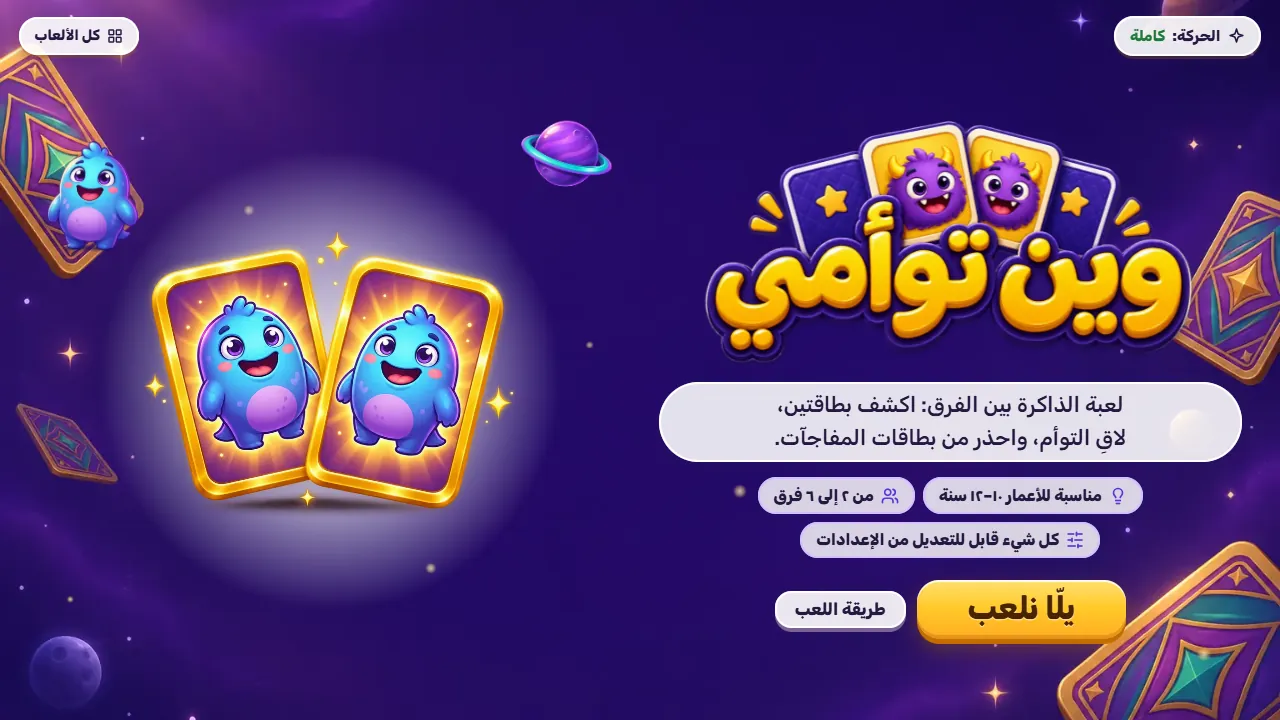 الحركة: كاملة
كل الألعاب
وين توأمي
لعبة الذاكرة بين الفرق: اكشف بطاقتين،
لاقِ التوأم، واحذر من بطاقات المفاجآت.
مناسبة للأعمار ١٠–١٢ سنة
من ٢ إلى ٦ فرق
كل شيء قابل للتعديل من الإعدادات
يلّا نلعب
طريقة اللعب